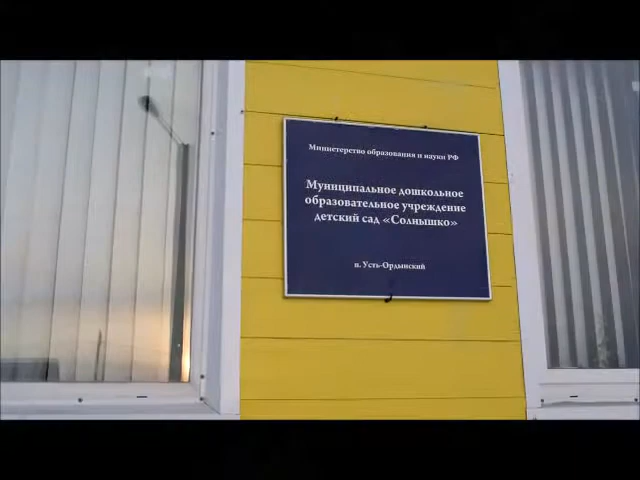 Министерство образования и науки РФ
Муниципальное дошкольное
образовательное учреждение
детский сад «Солнышко»
п. Усть-Ордынский